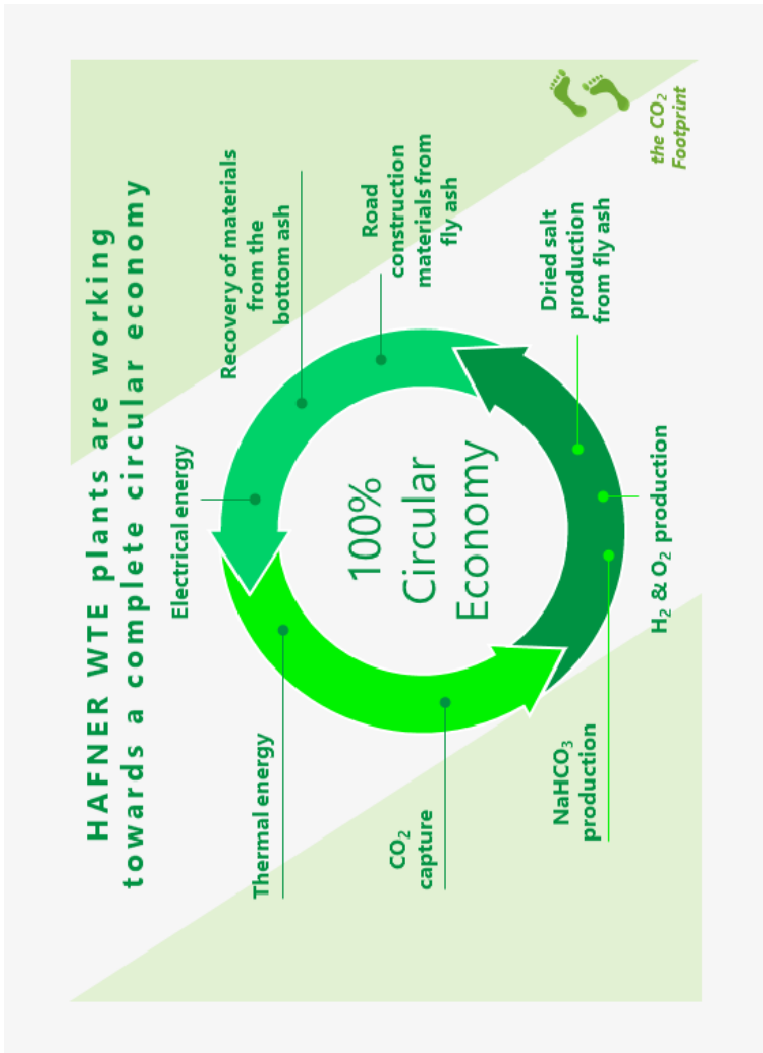 HAFNER WTE plants are working
towards a complete circular economy
Electrical energy
Recovery of materials
from the
bottom ash
Road
construction
materials from
fly ash
Dried salt
production
from fly ash
H₂ & O₂ production
NaHCO₃
production
CO₂
capture
Thermal energy
100%
Circular
Economy
the CO₂
Footprint